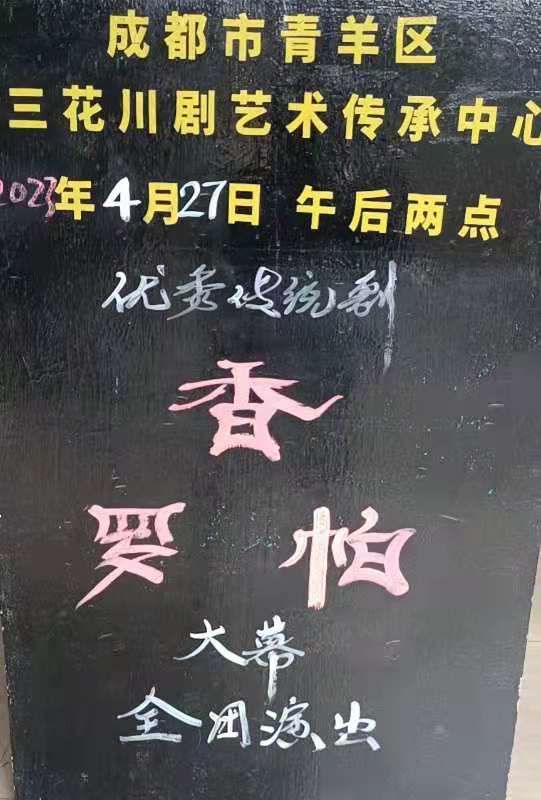 成都市青羊区
三花川剧艺术传承中心
2023年4月27日 午后两点
优秀传统剧
香
罗帕
大幕
全团演出